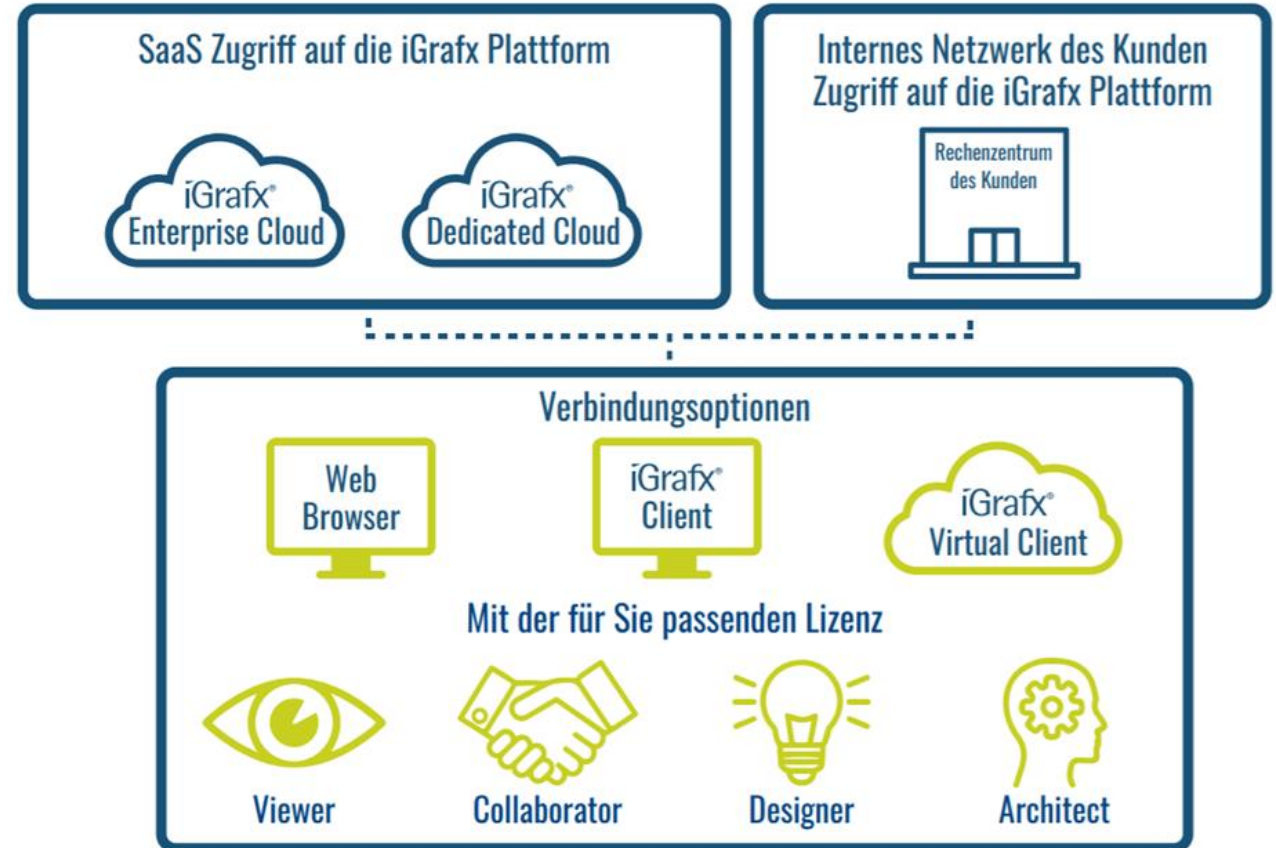 SaaS Zugriff auf die iGrafx Plattform
iGrafx®
Enterprise Cloud
iGrafx®
Dedicated Cloud
Internes Netzwerk des Kunden
Zugriff auf die iGrafx Plattform
Rechenzentrum
des Kunden
Verbindungsoptionen
Web
Browser
iGrafx®
Client
iGrafx®
Virtual Client
Mit der für Sie passenden Lizenz
Viewer
Collaborator
Designer
Architect